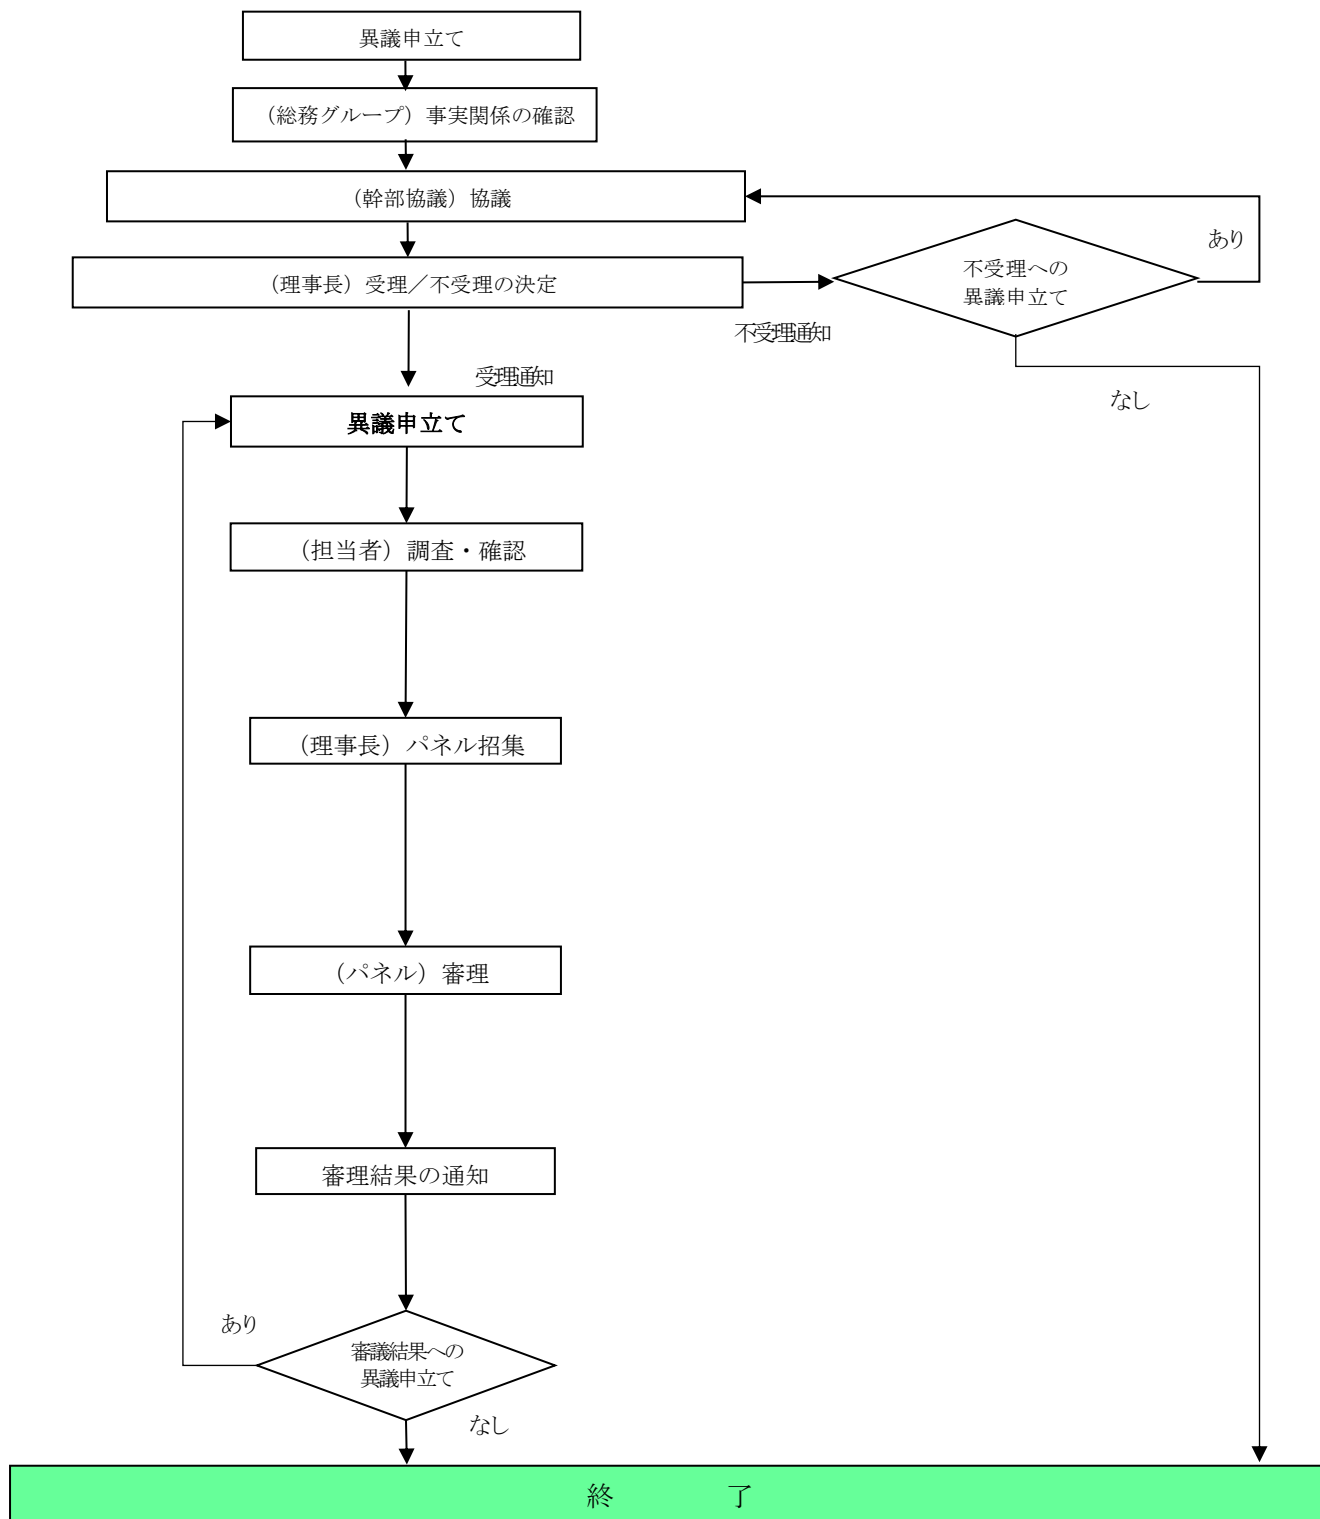 異議申立て
(総務グループ)事実関係の確認
(幹部協議)協議
あり
不受理への
異議申立て
(理事長)受理/不受理の決定
不受理通知
受理通知
なし
異議申立て
(担当者)調査・確認
(理事長)パネル招集
(パネル)審理
審理結果の通知
あり
審議結果への
異議申立て
なし
終 了